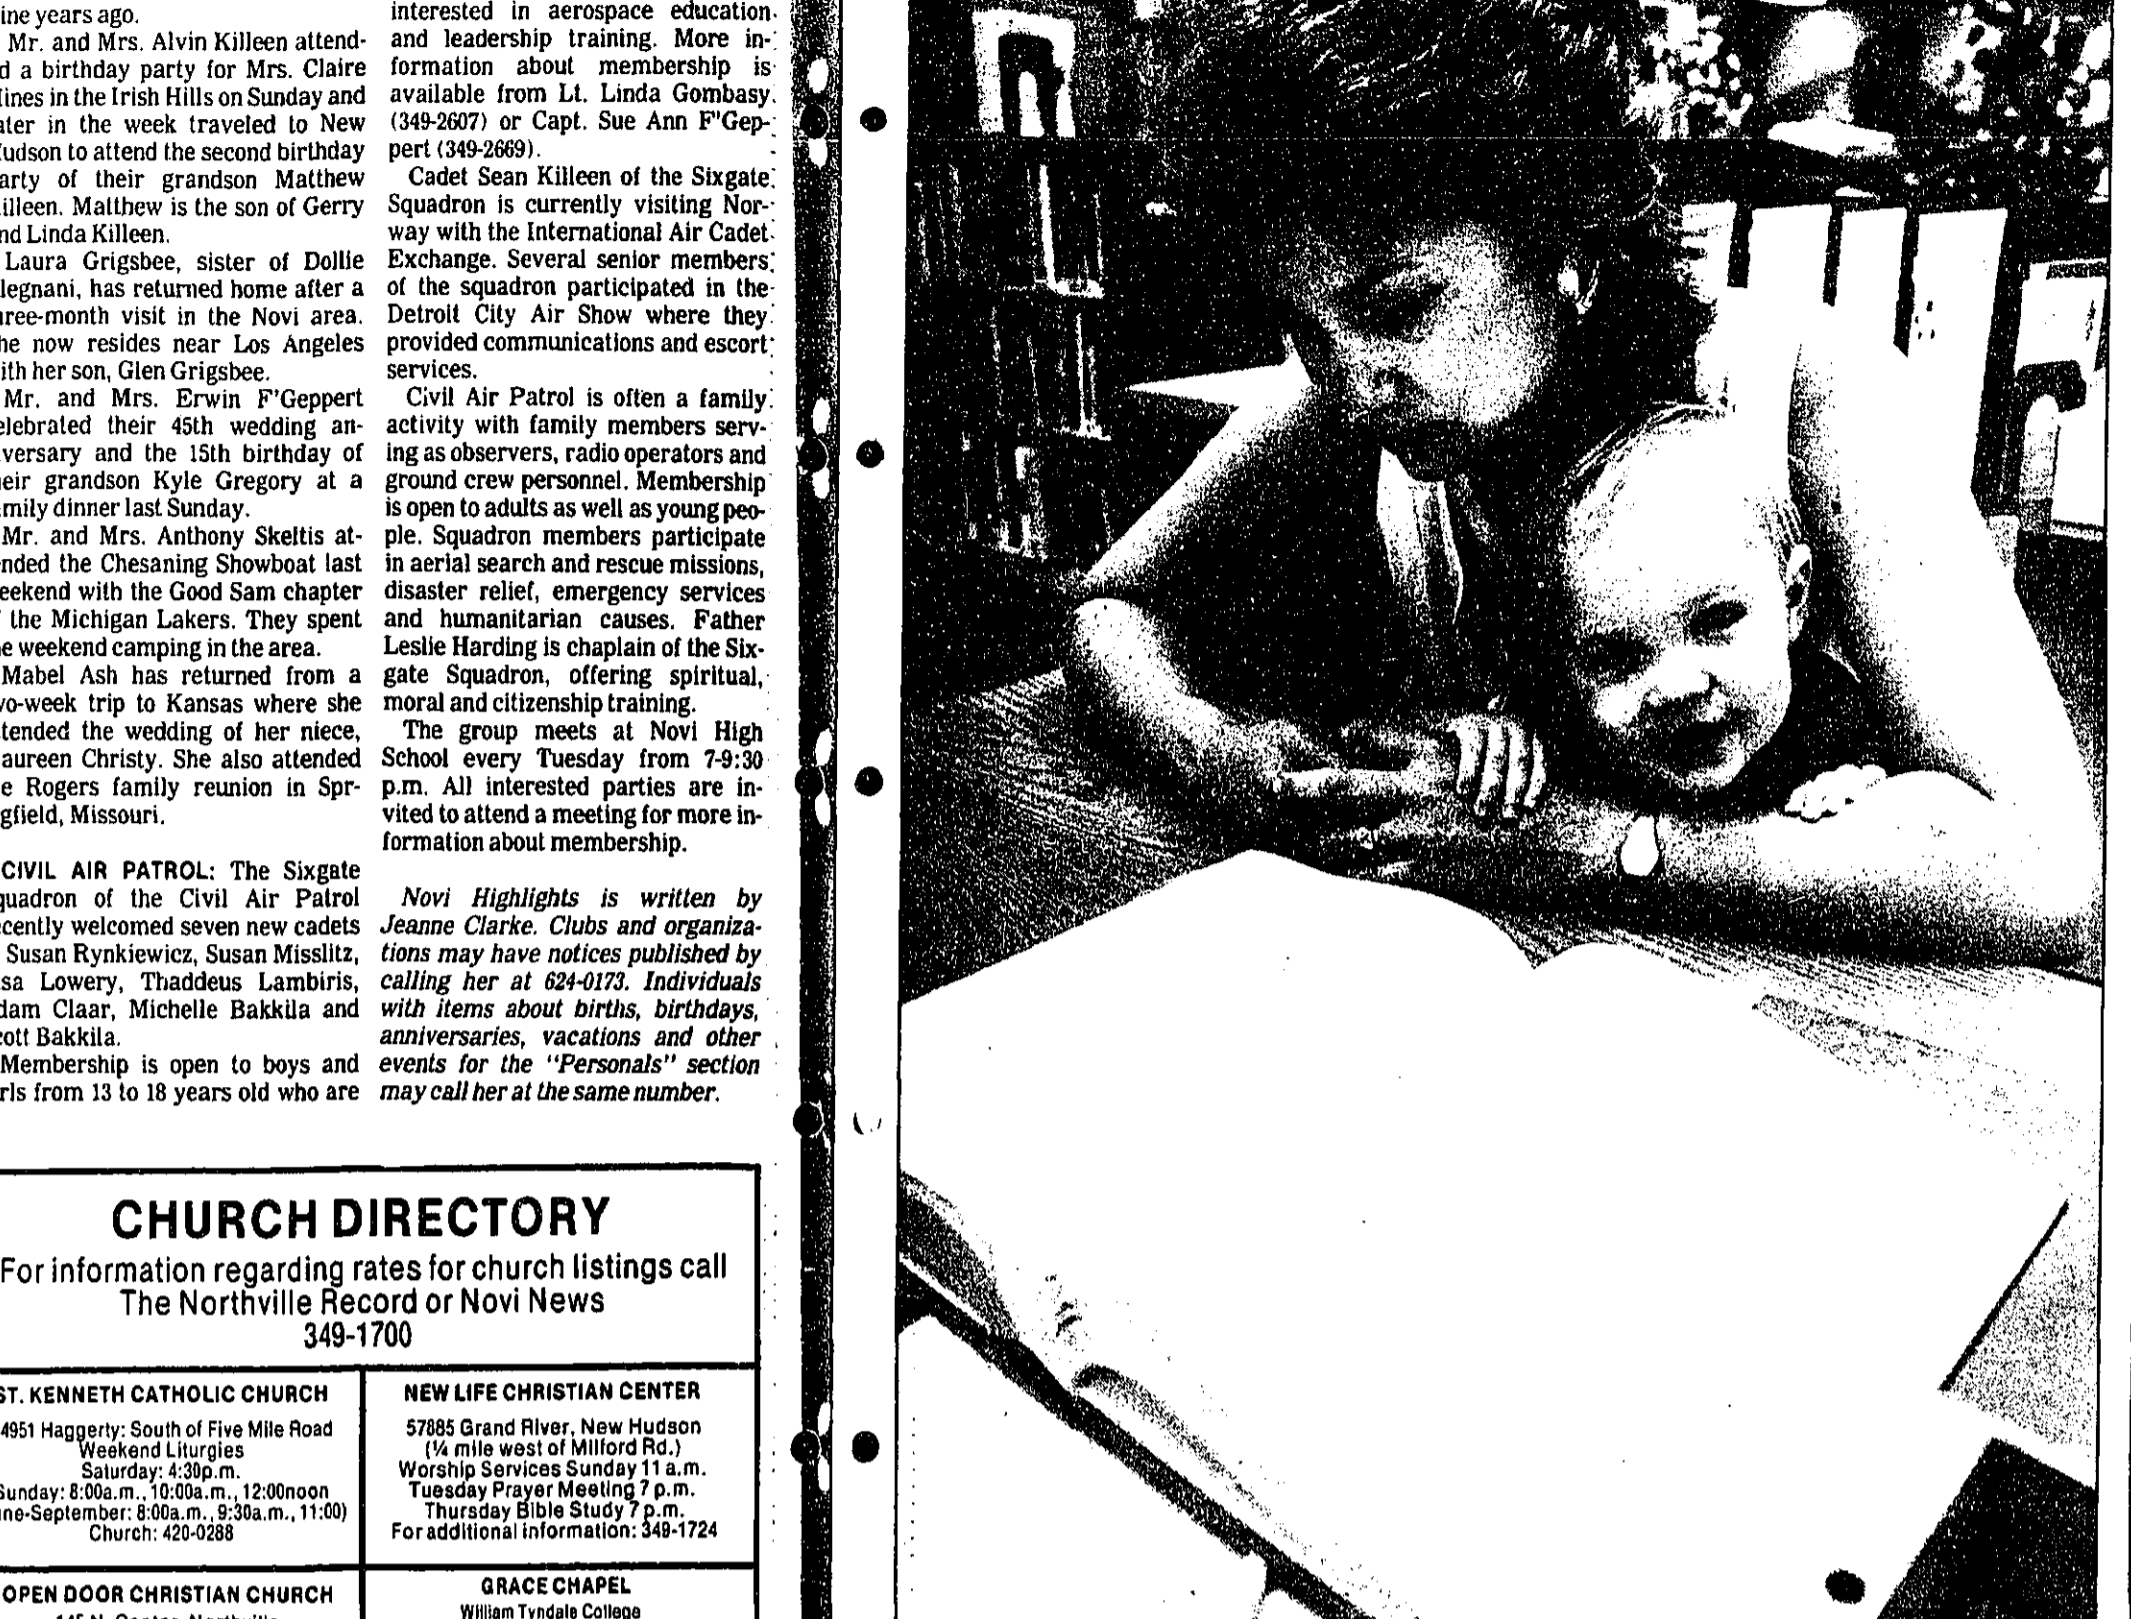 ine years ago.
Mr. and Mrs. Alvin Killeen attend-
d a birthday party for Mrs. Claire
ines in the Irish Hills on Sunday and
ter in the week traveled to New
udson to attend the second birthday
arty of their grandson Matthew
illeen. Matthew is the son of Gerry
nd Linda Killeen.
Laura Grigsbee, sister of Dollie
legnani, has returned home after a
ree-month visit in the Novi area.
he now resides near Los Angeles
ith her son, Glen Grigsbee.
Mr. and Mrs. Erwin F'Geppert
elebrated their 45th wedding an-
versary and the 15th birthday of
eir grandson Kyle Gregory at a
mily dinner last Sunday.
Mr. and Mrs. Anthony Skeltis at-
nded the Chesaning Showboat last
eekend with the Good Sam chapter
the Michigan Lakers. They spent
e weekend camping in the area.
Mabel Ash has returned from a
vo-week trip to Kansas where she
tended the wedding of her niece,
aureen Christy. She also attended
e Rogers family reunion in Spr-
gfield, Missouri.
CIVIL AIR PATROL: The Sixgate
quadron of the Civil Air Patrol
cently welcomed seven new cadets
Susan Rynkiewicz, Susan Misslitz,
sa Lowery, Thaddeus Lambiris,
dam Claar, Michelle Bakkila and
cott Bakkila.
Membership is open to boys and
rls from 13 to 18 years old who are
interested in aerospace education
and leadership training. More in-
formation about membership is
available from Lt. Linda Gombasy
(349-2607) or Capt. Sue Ann F'Gep-
pert (349-2669).
Cadet Sean Killeen of the Sixgate
Squadron is currently visiting Nor-
way with the International Air Cadet
Exchange. Several senior members
of the squadron participated in the
Detroit City Air Show where they
provided communications and escort
services.
Civil Air Patrol is often a family
activity with family members serv-
ing as observers, radio operators and
ground crew personnel. Membership
is open to adults as well as young peo-
ple. Squadron members participate
in aerial search and rescue missions,
disaster relief, emergency services
and humanitarian causes. Father
Leslie Harding is chaplain of the Six-
gate Squadron, offering spiritual,
moral and citizenship training.
The group meets at Novi High
School every Tuesday from 7-9:30
p.m. All interested parties are in-
vited to attend a meeting for more in-
formation about membership.
Novi Highlights is written by
Jeanne Clarke. Clubs and organiza-
tions may have notices published by
calling her at 624-0173. Individuals
with items about births, birthdays,
anniversaries, vacations and other
events for the "Personals" section
may call her at the same number.
CHURCH DIRECTORY
For information regarding rates for church listings call
The Northville Record or Novi News
349-1700
ST. KENNETH CATHOLIC CHURCH
4951 Haggerty: South of Five Mile Road
Weekend Liturgies
Saturday: 4:30p.m.
Sunday: 8:00a.m., 10:00a.m., 12:00noon
ne-September: 8:00a.m., 9:30a.m., 11:00)
Church: 420-0288
NEW LIFE CHRISTIAN CENTER
57885 Grand River, New Hudson
(¼ mile west of Milford Rd.)
Worship Services Sunday 11 a.m.
Tuesday Prayer Meeting 7 p.m.
Thursday Bible Study 7 p.m.
For additional information: 349-1724
OPEN DOOR CHRISTIAN CHURCH
GRACE CHAPEL
William Tyndale College